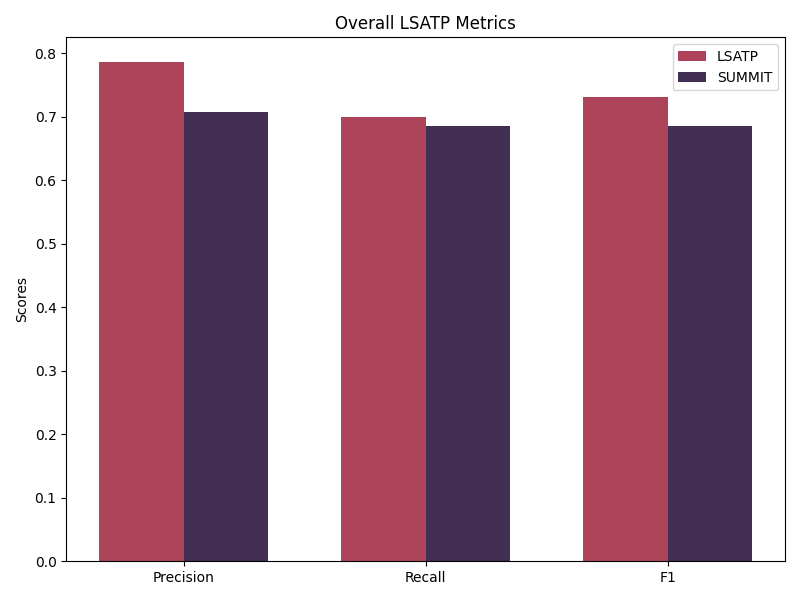 Overall LSATP Metrics
LSATP
SUMMIT
Scores
0.8
0.7
0.6
0.5
0.4
0.3
0.2
0.1
0.0
Precision
Recall
F1